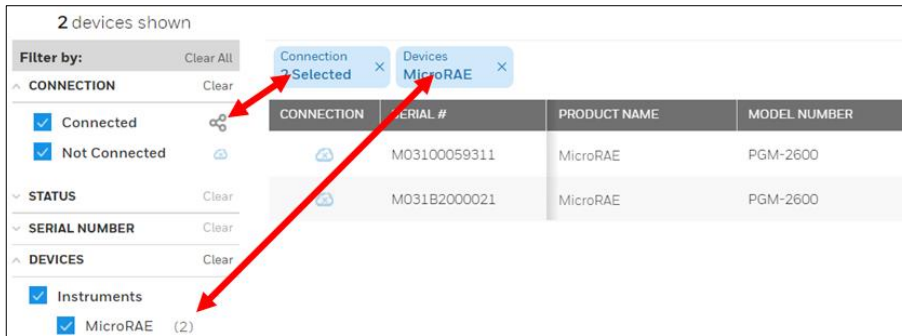 2 devices shown
Filter by: Clear All
CONNECTION Clear
Connected
Not Connected
STATUS Clear
SERIAL NUMBER Clear
DEVICES Clear
Instruments
MicroRAE (2)
Connection
2 Selected
Devices
MicroRAE
CONNECTION SERIAL # PRODUCT NAME MODEL NUMBER
M03100059311 MicroRAE PGM-2600
M031B2000021 MicroRAE PGM-2600